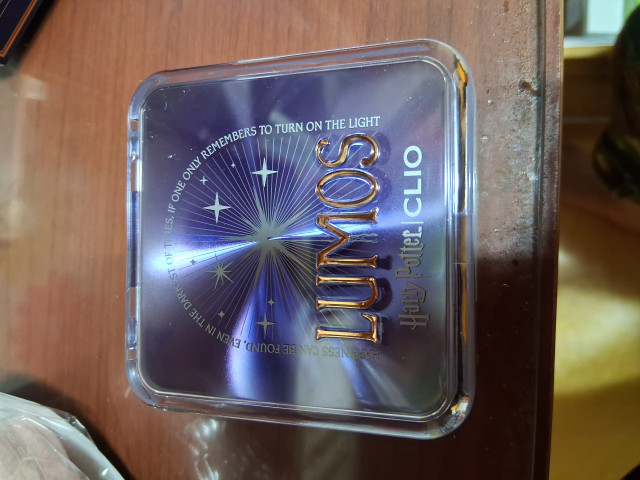 HAPPINESS CAN BE FOUND, EVEN IN THE DARKEST OF TIMES, IF ONE ONLY REMEMBERS TO TURN ON THE LIGHT
LUMOS
Harry Potter | CLIO